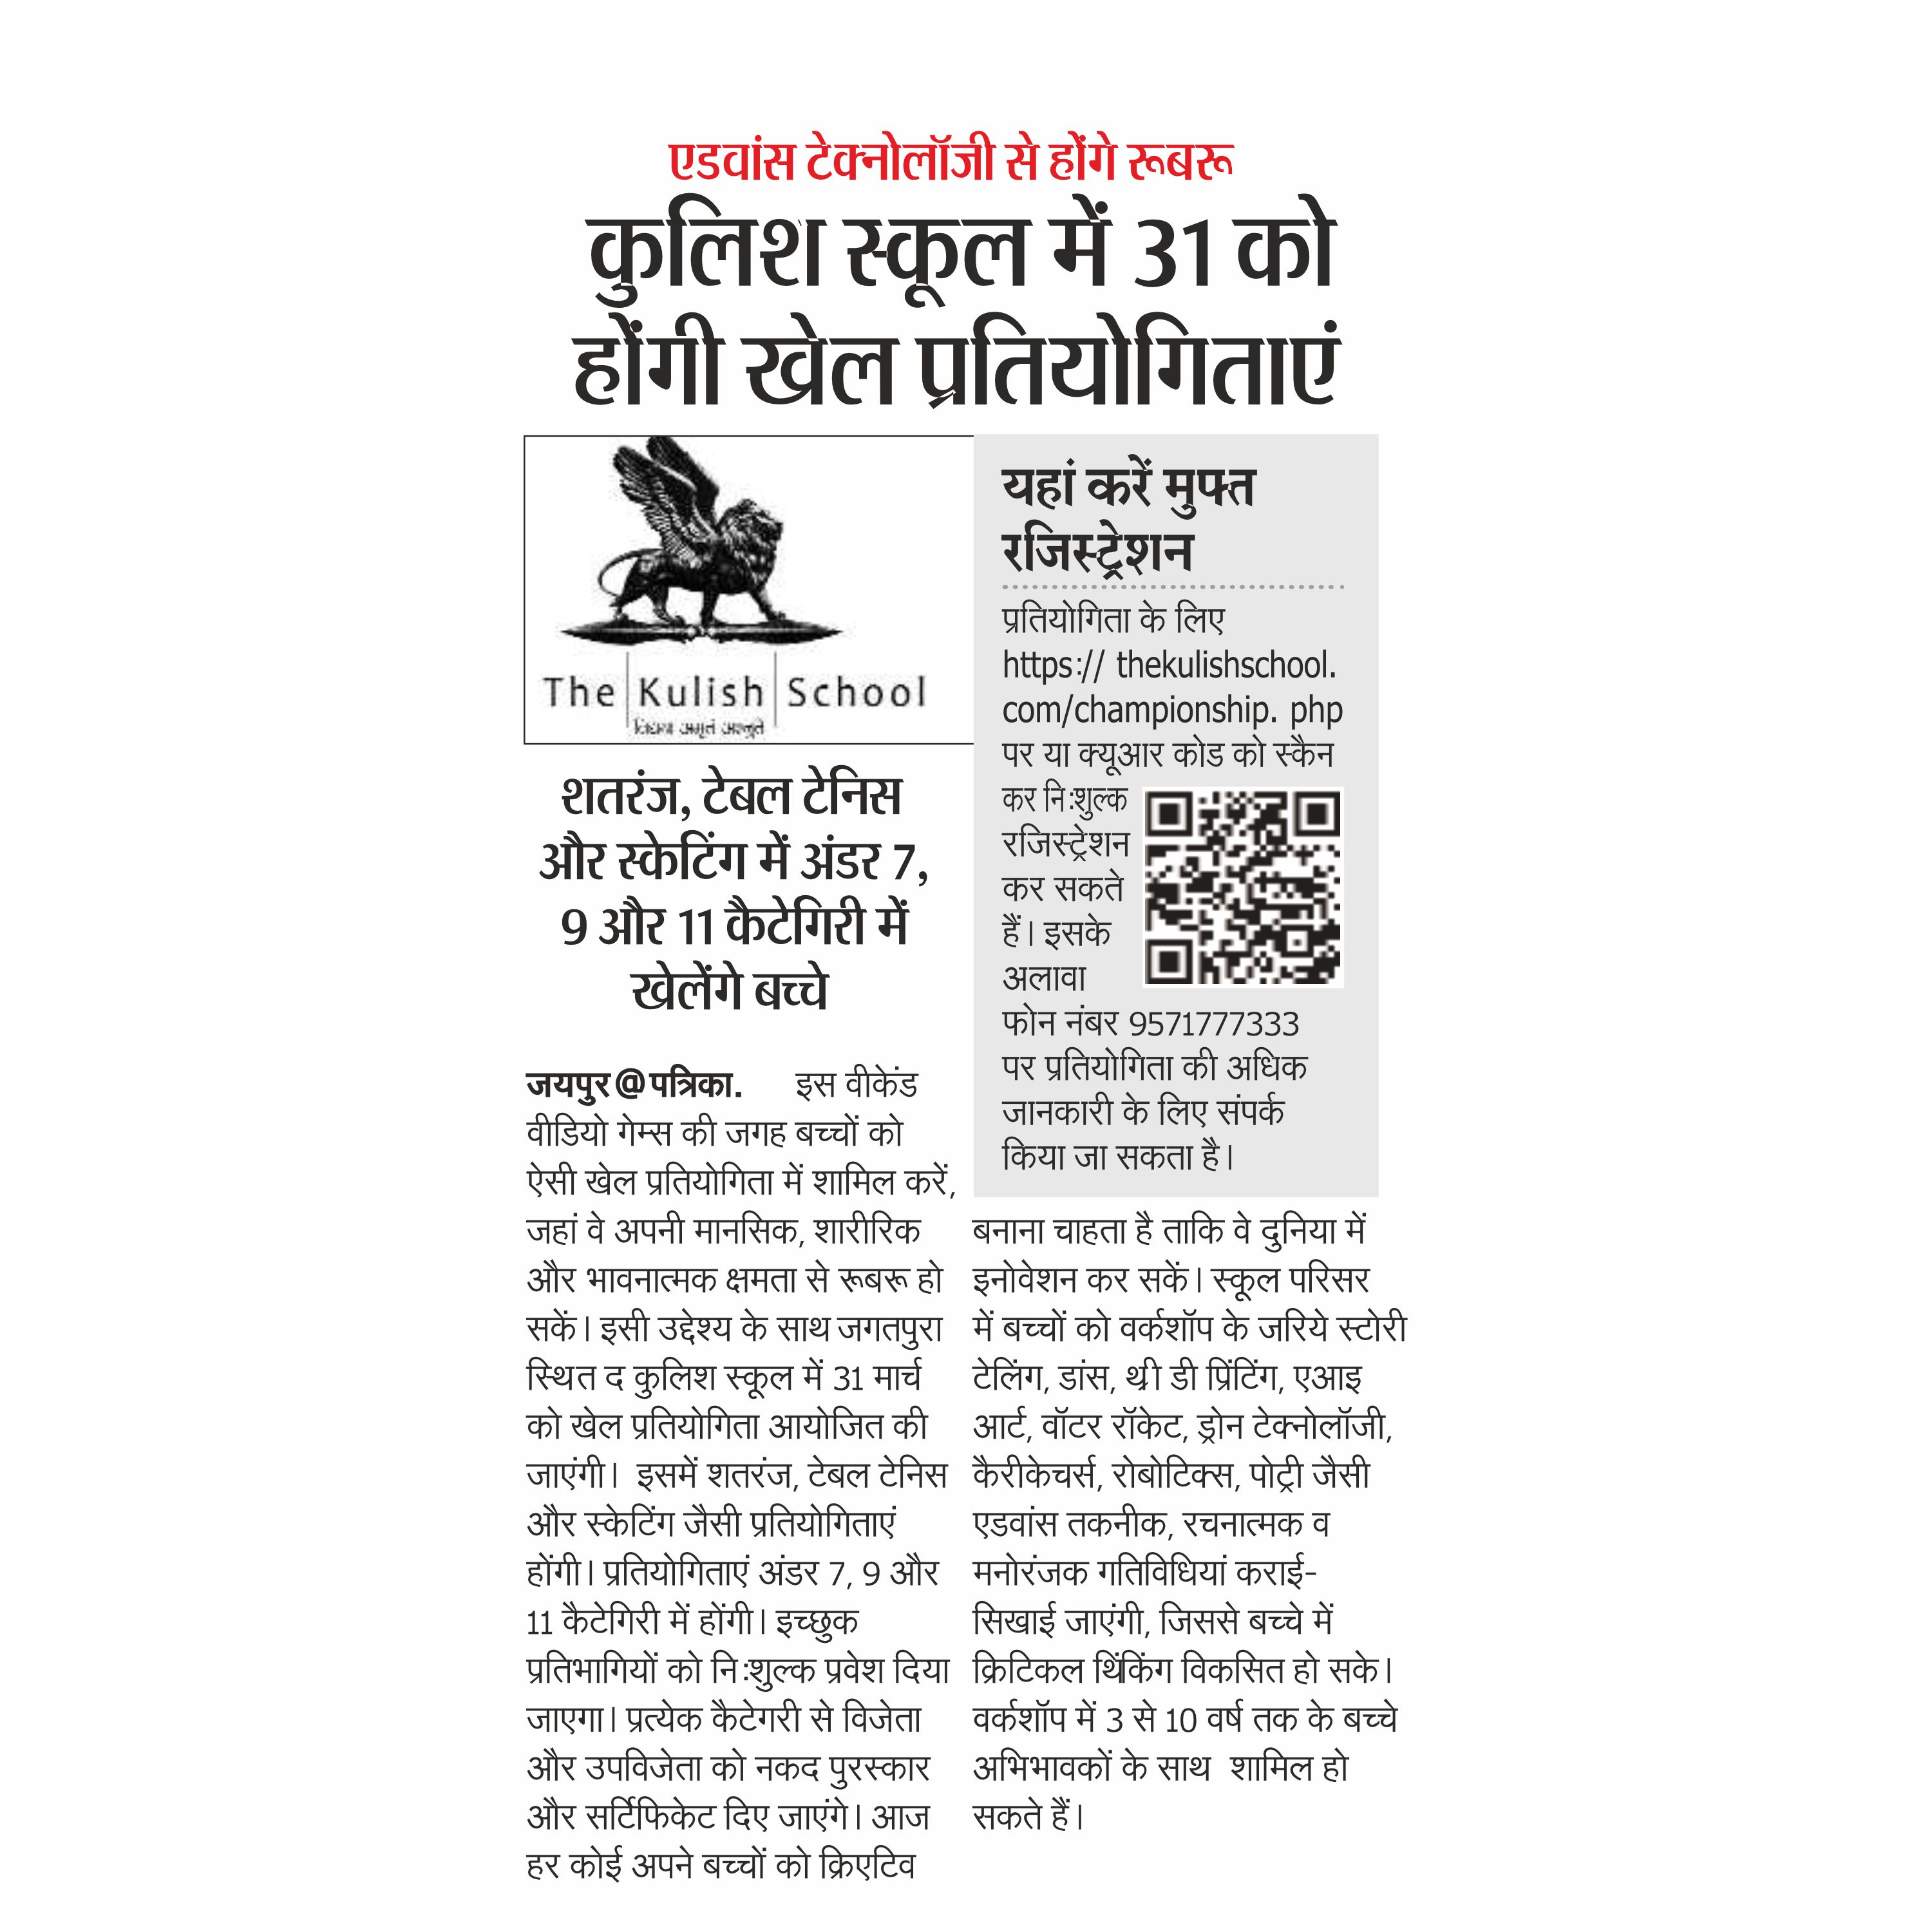 एडवांस टेक्नोलॉजी से होंगे रूबरू
कुलिश स्कूल में 31 को
होंगी खेल प्रतियोगिताएं
The Kulish School
शतरंज, टेबल टेनिस
और स्केटिंग में अंडर 7,
9 और 11 कैटेगिरी में
खेलेंगे बच्चे
यहां करें मुफ्त
रजिस्ट्रेशन
प्रतियोगिता के लिए
https:// thekulishschool.
com/championship. php
पर या क्यूआर कोड को स्कैन
कर नि:शुल्क
रजिस्ट्रेशन
कर सकते
हैं। इसके
अलावा
फोन नंबर 9571777333
पर प्रतियोगिता की अधिक
जानकारी के लिए संपर्क
किया जा सकता है।
जयपुर@पत्रिका. इस वीकेंड
वीडियो गेम्स की जगह बच्चों को
ऐसी खेल प्रतियोगिता में शामिल करें,
जहां वे अपनी मानसिक, शारीरिक
और भावनात्मक क्षमता से रूबरू हो
सकें। इसी उद्देश्य के साथ जगतपुरा
स्थित द कुलिश स्कूल में 31 मार्च
को खेल प्रतियोगिता आयोजित की
जाएंगी। इसमें शतरंज, टेबल टेनिस
और स्केटिंग जैसी प्रतियोगिताएं
होंगी। प्रतियोगिताएं अंडर 7, 9 और
11 कैटेगिरी में होंगी। इच्छुक
प्रतिभागियों को नि:शुल्क प्रवेश दिया
जाएगा। प्रत्येक कैटेगरी से विजेता
और उपविजेता को नकद पुरस्कार
और सर्टिफिकेट दिए जाएंगे। आज
हर कोई अपने बच्चों को क्रिएटिव
बनाना चाहता है ताकि वे दुनिया में
इनोवेशन कर सकें। स्कूल परिसर
में बच्चों को वर्कशॉप के जरिये स्टोरी
टेलिंग, डांस, थ्री डी प्रिंटिंग, एआइ
आर्ट, वॉटर रॉकेट, ड्रोन टेक्नोलॉजी,
कैरीकेचर्स, रोबोटिक्स, पोट्री जैसी
एडवांस तकनीक, रचनात्मक व
मनोरंजक गतिविधियां कराई-
सिखाई जाएंगी, जिससे बच्चे में
क्रिटिकल थिंकिंग विकसित हो सके।
वर्कशॉप में 3 से 10 वर्ष तक के बच्चे
अभिभावकों के साथ शामिल हो
सकते हैं।